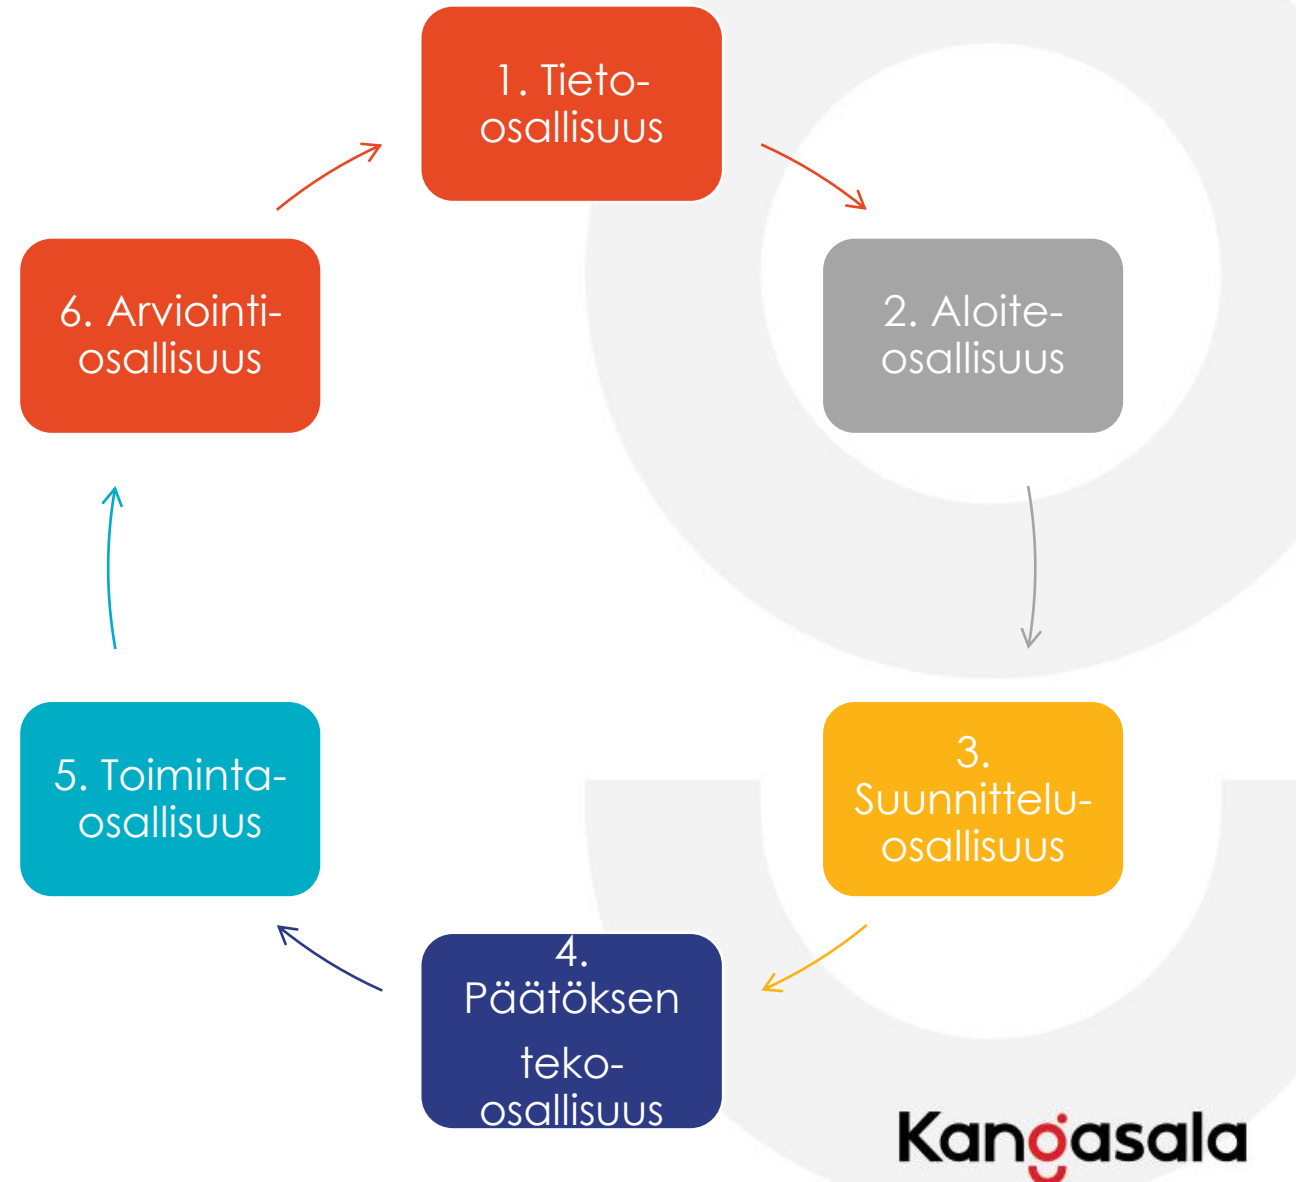 1. Tieto-
osallisuus
2. Aloite-
osallisuus
3.
Suunnittelu-
osallisuus
4.
Päätöksen
teko-
osallisuus
5. Toiminta-
osallisuus
6. Arviointi-
osallisuus
Kangasala